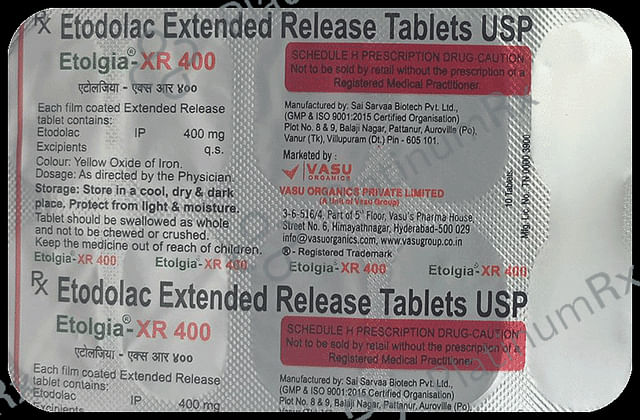 Rx Etodolac Extended Release Tablets USP
Etolgia®-XR 400
एटोलजिया - एक्स आर ४००
Each film coated Extended Release
tablet contains:
Etodolac IP 400 mg
Excipients q.s.
Colour: Yellow Oxide of Iron.
Dosage: As directed by the Physician.
Storage: Store in a cool, dry & dark
place, Protect from light & moisture.
Tablet should be swallowed as whole
and not to be chewed or crushed.
Keep the medicine out of reach of children.
SCHEDULE H PRESCRIPTION DRUG-CAUTION
Not to be sold by retail without the prescription of a
Registered Medical Practitioner.
Manufactured by: Sai Sarvaa Biotech Pvt. Ltd.,
(GMP & ISO 9001:2015 Certified Organisation)
Plot No. 8 & 9, Balaji Nagar, Pattanur, Auroville (Po),
Vanur (Tk), Villupuram (Dt.) Pin - 605 101.
Marketed by :
VASU
ORGANICS
VASU ORGANICS PRIVATE LIMITED
(A Unit of Vasu Group)
3-6-516/4, Part of 5th Floor, Vasu's Pharma House,
Street No. 6, Himayathnagar, Hyderabad-500 029
info@vasuorganics.com, www.vasugroup.co.in
®- Registered Trademark
10 Tablets
Mfg. Lic. No.: TN
Etolgia®-XR 400 Etolgia®-XR 400 Etolgia®-XR 400 Etolgia®-XR 400
Rx Etodolac Extended Release Tablets USP
Etolgia®-XR 400
एटोलजिया - एक्स आर ४००
Each film coated Extended Release
tablet contains:
Etodolac IP 400 mg
Excipients
SCHEDULE H PRESCRIPTION DRUG-CAUTION
Not to be sold by retail without the prescription of a
Registered Medical Practitioner.
Manufactured by: Sai Sarvaa Biotech Pvt. Ltd.,
(GMP & ISO 9001:2015 Certified Organisation)
Plot No. 8 & 9, Balaji Nagar, Pattanur, Auroville (Po),
PlatinumRx